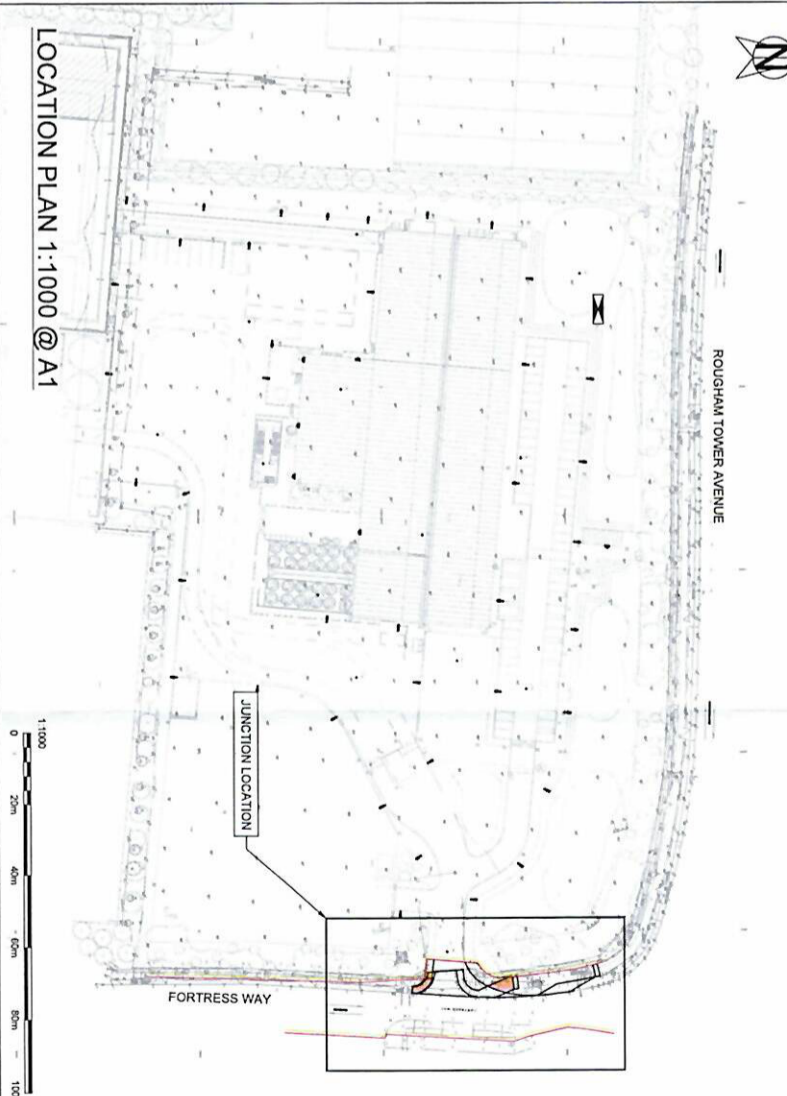 N
ROUGHAM TOWER AVENUE
LOCATION PLAN 1:1000 @ A1
JUNCTION LOCATION
FORTRESS WAY
1:1000
0
20m
40m
60m
80m
100